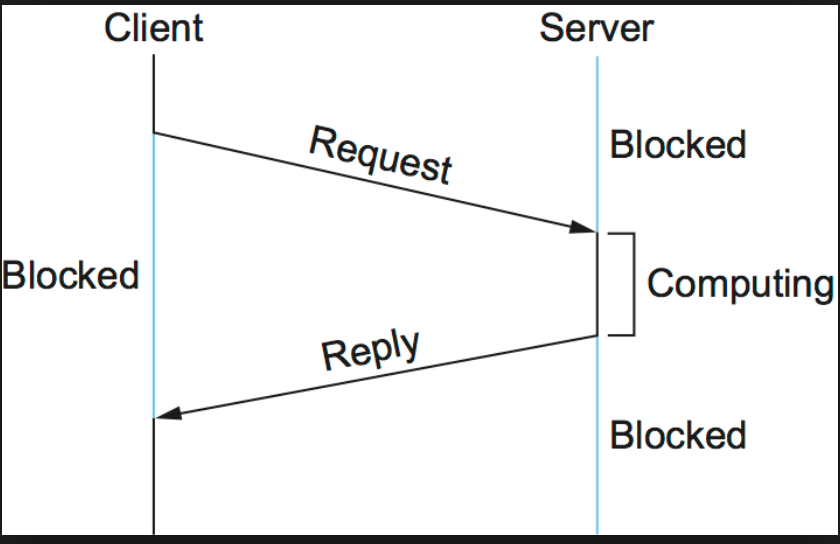 Client
Server
Request
Blocked
Blocked
Computing
Reply
Blocked